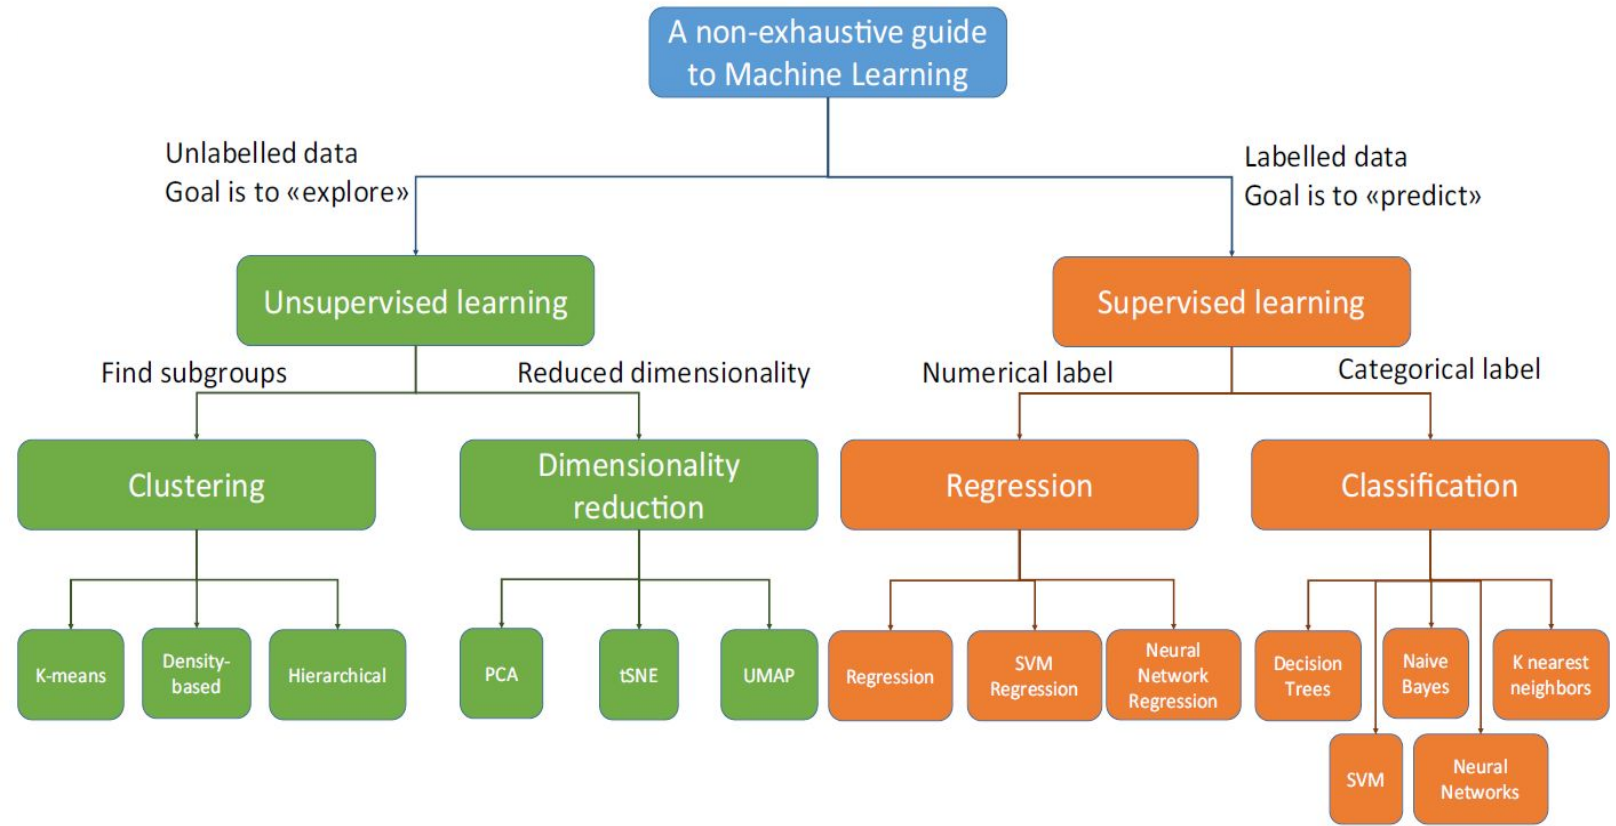 A non-exhaustive guide
to Machine Learning
Unlabelled data
Goal is to «explore»
Labelled data
Goal is to «predict»
Unsupervised learning
Supervised learning
Find subgroups
Reduced dimensionality
Numerical label
Categorical label
Clustering
Dimensionality
reduction
Regression
Classification
K-means
Density-
based
Hierarchical
PCA
tSNE
UMAP
Regression
SVM
Regression
Neural
Network
Regression
Decision
Trees
Naive
Bayes
K nearest
neighbors
SVM
Neural
Networks